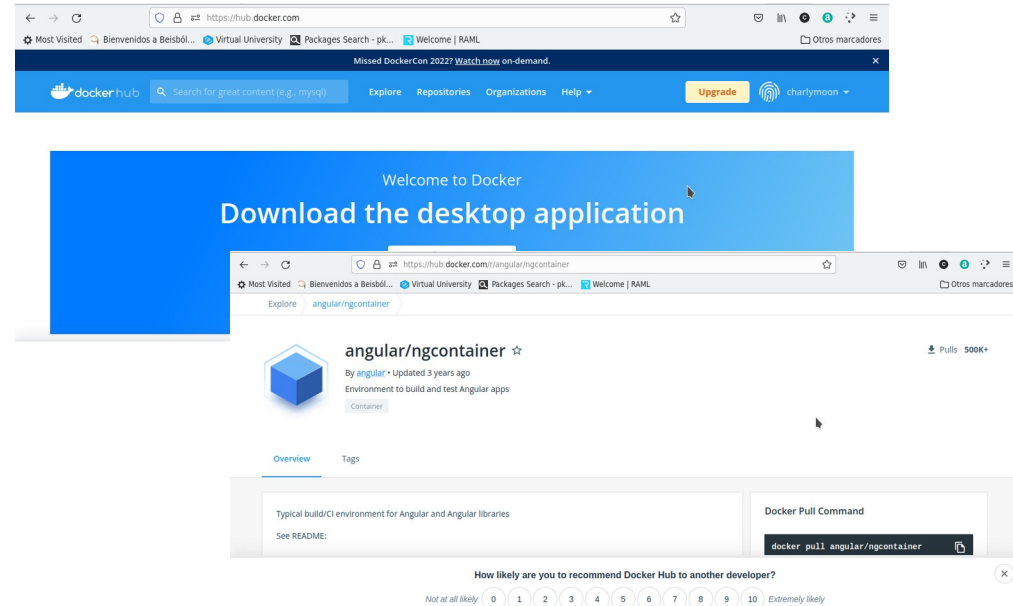 https://hub.docker.com
Most Visited Bienvenidos a Beisból... Virtual University Packages Search - pk... Welcome | RAML Otros marcadores
Missed DockerCon 2022? Watch now on-demand.
dockerhub Search for great content (e.g., mysql) Explore Repositories Organizations Help Upgrade charlymoon
Welcome to Docker
Download the desktop application
https://hub.docker.com/r/angular/ngcontainer
Most Visited Bienvenidos a Beisból... Virtual University Packages Search - pk... Welcome | RAML Otros marcadores
Explore angular/ngcontainer
angular/ngcontainer
Pulls 500K+
By angular • Updated 3 years ago
Environment to build and test Angular apps
Container
Overview Tags
Typical build/CI environment for Angular and Angular libraries
See README:
Docker Pull Command
docker pull angular/ngcontainer
How likely are you to recommend Docker Hub to another developer?
Not at all likely 0 1 2 3 4 5 6 7 8 9 10 Extremely likely